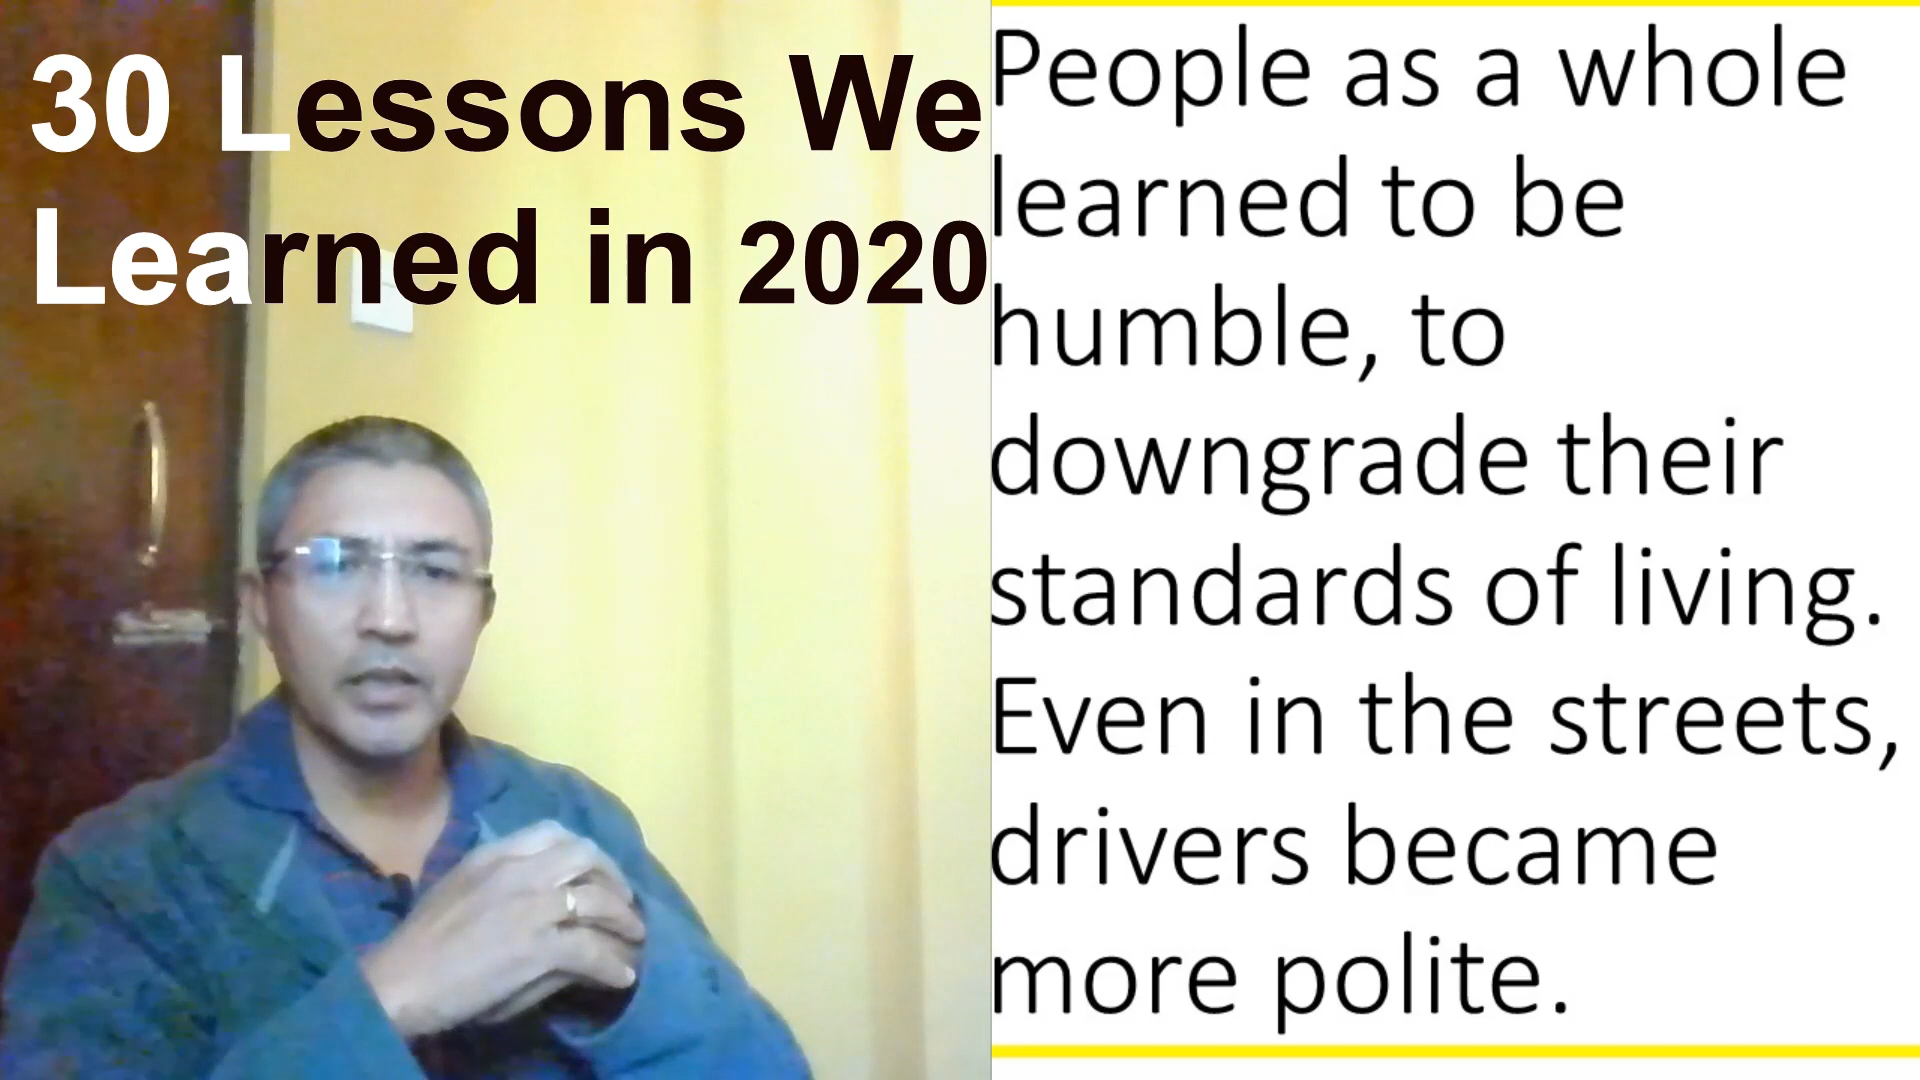 30 Lessons We
Learned in 2020
People as a whole
learned to be
humble, to
downgrade their
standards of living.
Even in the streets,
drivers became
more polite.